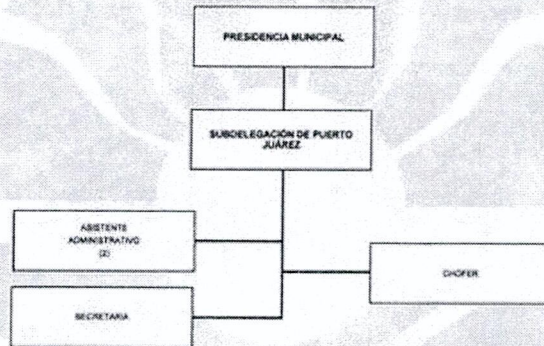 PRESIDENCIA MUNICIPAL
SUBDELEGACIÓN DE PUERTO
JUÁREZ
ASISTENTE
ADMINISTRATIVO
(2)
CHOFER
SECRETARIA